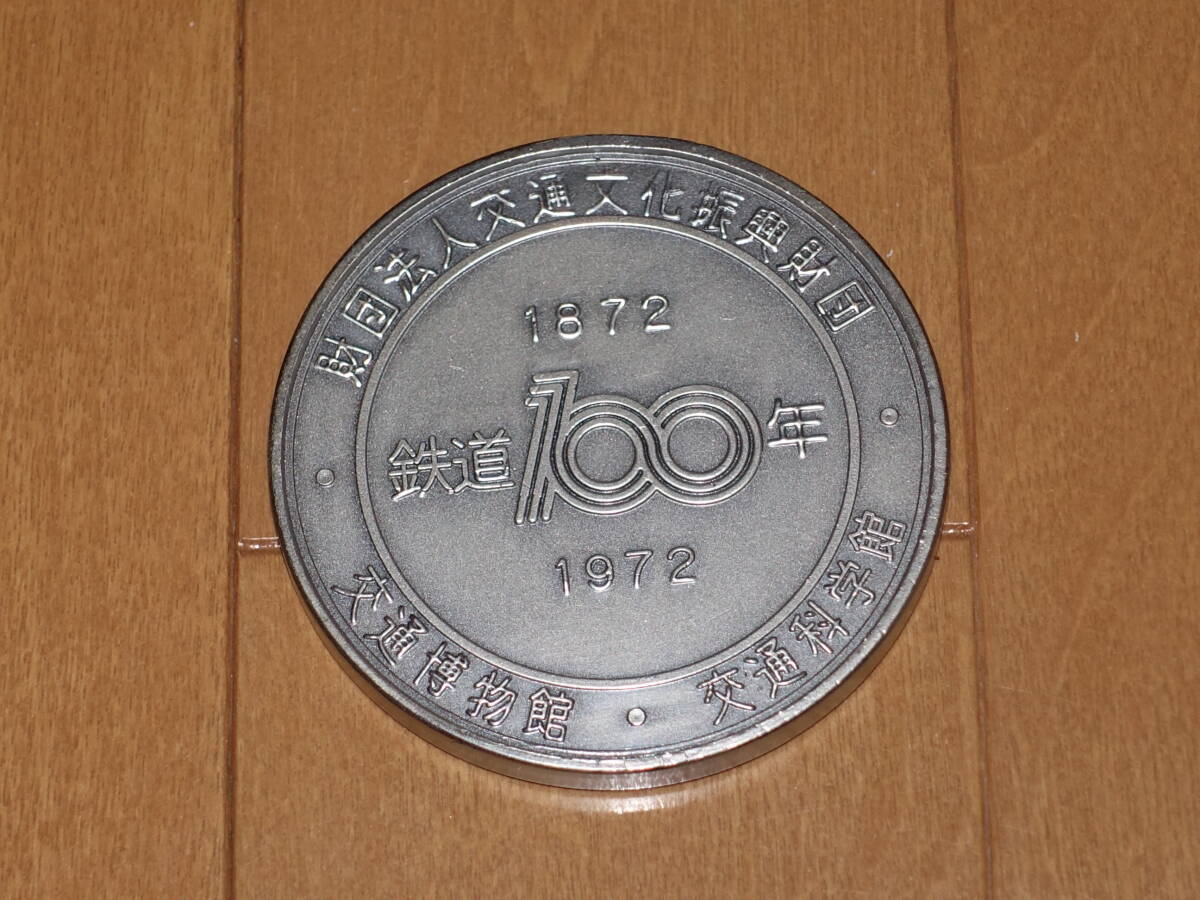 財団法人交通文化振興財団
1872
鉄道100年
1972
交通博物館・交通科学館